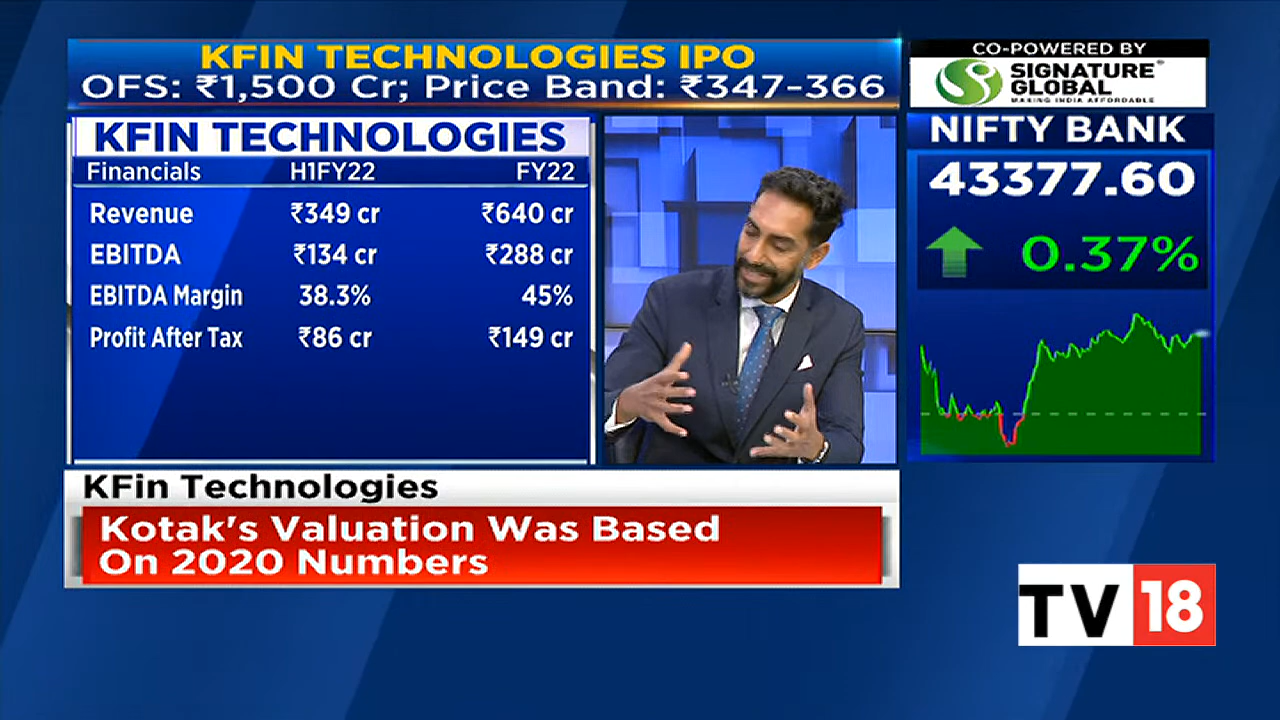 KFIN TECHNOLOGIES IPO
OFS: ₹1,500 Cr; Price Band: ₹347-366
CO-POWERED BY
SIGNATURE®
GLOBAL
MAKING INDIA AFFORDABLE
KFIN TECHNOLOGIES
Financials H1FY22 FY22
Revenue ₹349 cr ₹640 cr
EBITDA ₹134 cr ₹288 cr
EBITDA Margin 38.3% 45%
Profit After Tax ₹86 cr ₹149 cr
NIFTY BANK
43377.60
0.37%
KFin Technologies
Kotak's Valuation Was Based
On 2020 Numbers
TV18